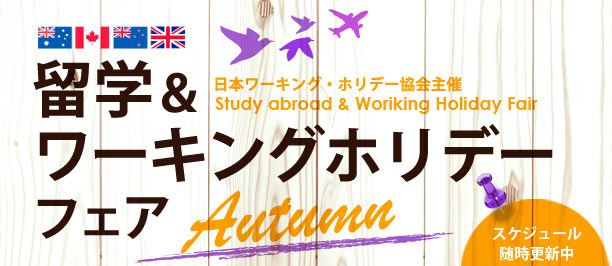 留学&
日本ワーキング・ホリデー協会主催
Study abroad & Woriking Holiday Fair
ワーキングホリデー
フェア
Autumn
スケジュール
随時更新中